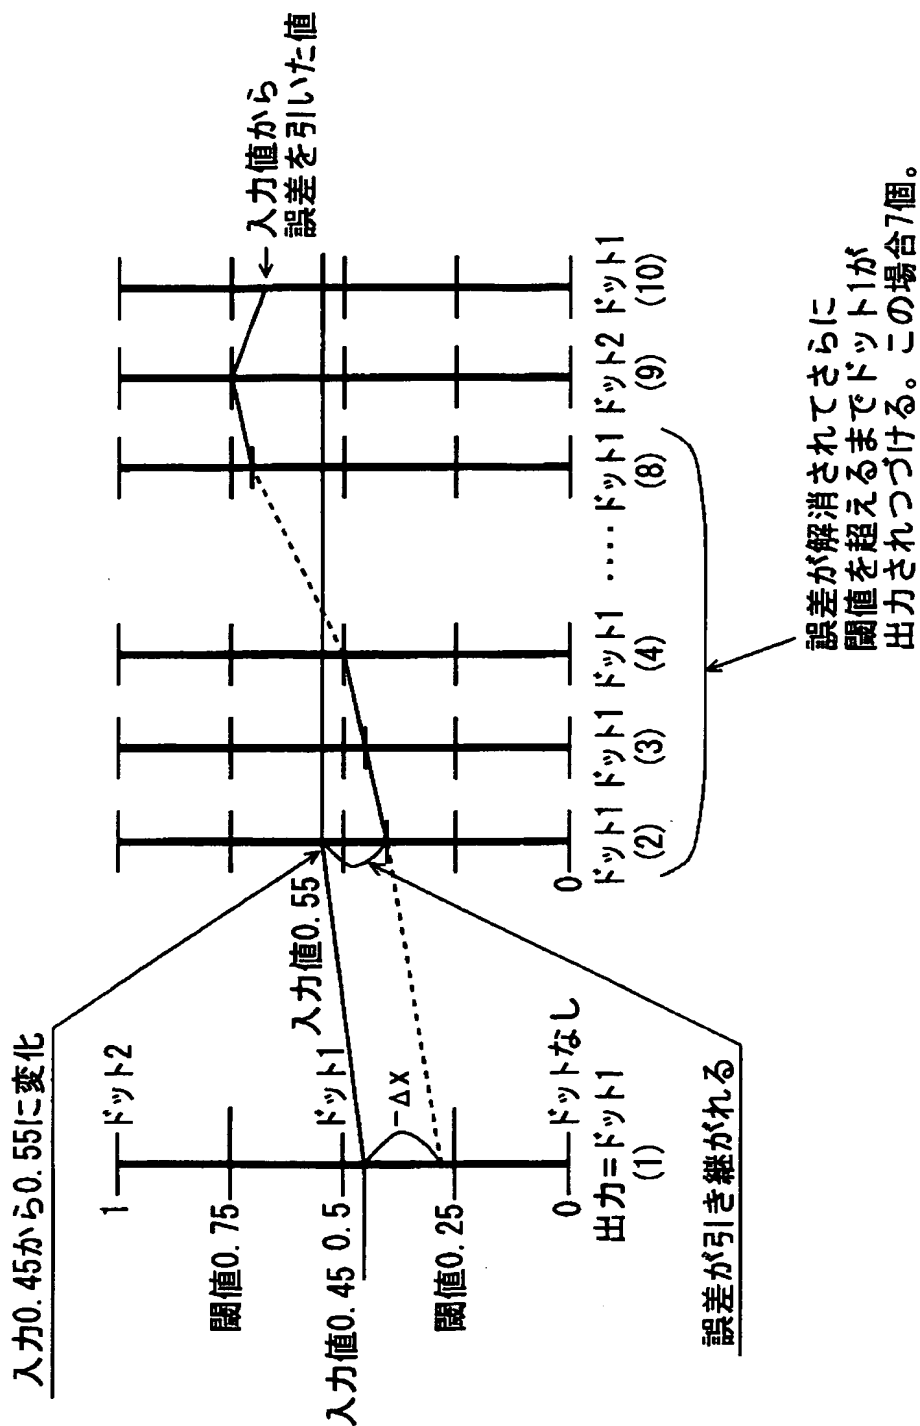 入力0.45から0.55に変化
1
ドット2
閾値0.75
入力値0.45
0.5
ドット1
閾値0.25
0
ドットなし
出力=ドット1
(1)
−Δx
入力値0.55
誤差が引き継がれる
0
ドット1
(2)
ドット1
(3)
ドット1
(4)
‥‥
ドット1
(8)
ドット2
(9)
ドット1
(10)
入力値から
誤差を引いた値
誤差が解消されてさらに
閾値を超えるまでドット1が
出力されつづける。この場合7個。